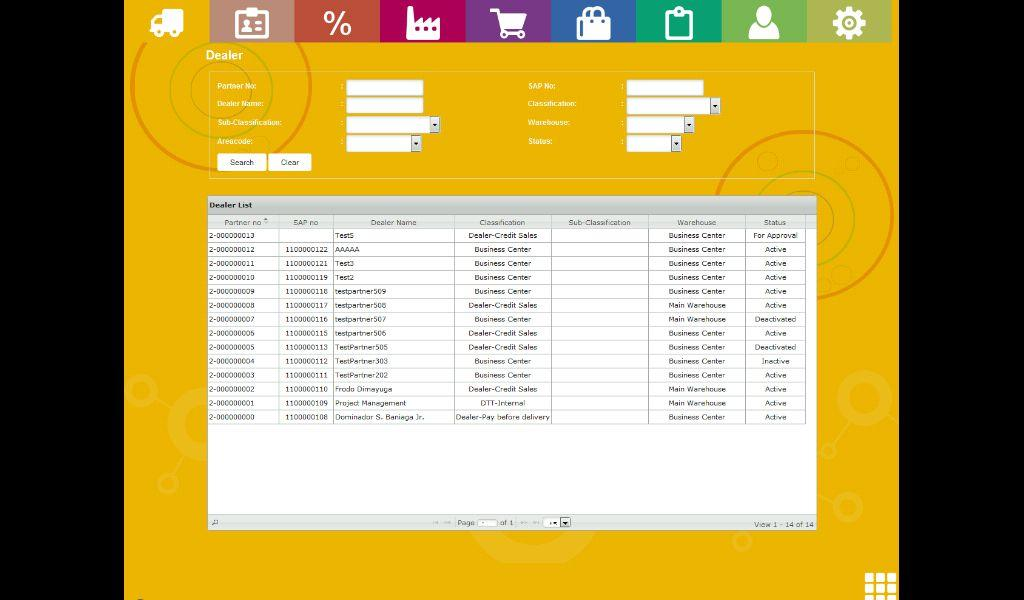 %
Dealer
Partner No: :
SAP No: :
Dealer Name: :
Classification: :
Sub-Classification: :
Warehouse: :
Areacode: :
Status: :
Search Clear
Dealer List
Partner no SAP no Dealer Name Classification Sub-Classification Warehouse Status
2-000000013 Test5 Dealer-Credit Sales Business Center For Approval
2-000000012 1100000122 AAAAA Business Center Business Center Active
2-000000011 1100000121 Test3 Business Center Business Center Active
2-000000010 1100000119 Test2 Business Center Business Center Active
2-000000009 1100000118 testpartner509 Business Center Business Center Active
2-000000008 1100000117 testpartner508 Dealer-Credit Sales Main Warehouse Active
2-000000007 1100000116 testpartner507 Business Center Main Warehouse Deactivated
2-000000006 1100000115 testpartner506 Dealer-Credit Sales Business Center Active
2-000000005 1100000113 TestPartner505 Dealer-Credit Sales Business Center Deactivated
2-000000004 1100000112 TestPartner303 Business Center Business Center Inactive
2-000000003 1100000111 TestPartner202 Business Center Business Center Active
2-000000002 1100000110 Frodo Dimayuga Dealer-Credit Sales Main Warehouse Active
2-000000001 1100000109 Project Management DTT-Internal Main Warehouse Active
2-000000000 1100000108 Dominador S. Baniaga Jr. Dealer-Pay before delivery Business Center Active
Page of 1
View 1 - 14 of 14